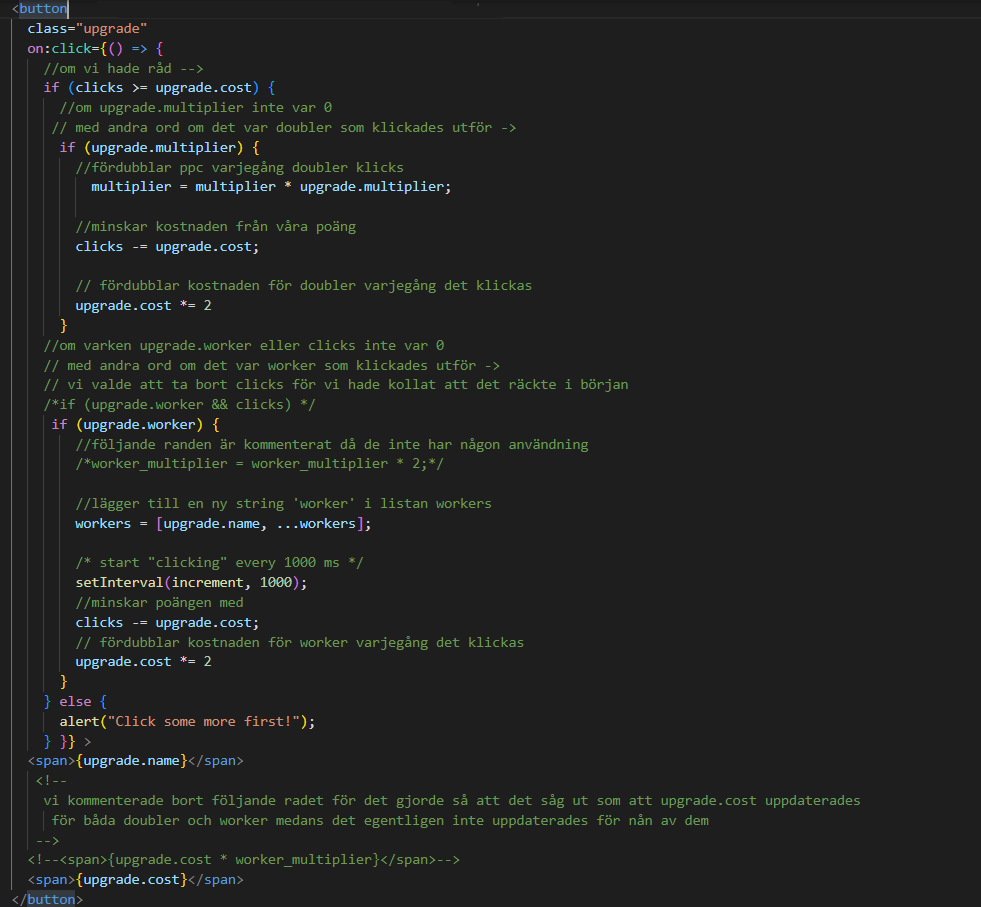 <button
class="upgrade"
on:click={() => {
//om vi hade råd -->
if (clicks >= upgrade.cost) {
//om upgrade.multiplier inte var 0
// med andra ord om det var doubler som klickades utför ->
if (upgrade.multiplier) {
//fördubblar ppc varjegång doubler klicks
multiplier = multiplier * upgrade.multiplier;
//minskar kostnaden från våra poäng
clicks -= upgrade.cost;
// fördubblar kostnaden för doubler varjegång det klickas
upgrade.cost *= 2
}
//om varken upgrade.worker eller clicks inte var 0
// med andra ord om det var worker som klickades utför ->
// vi valde att ta bort clicks för vi hade kollat att det räckte i början
/*if (upgrade.worker && clicks) */
if (upgrade.worker) {
//följande randen är kommenterat då de inte har någon användning
/*worker_multiplier = worker_multiplier * 2;*/
//lägger till en ny string 'worker' i listan workers
workers = [upgrade.name, ...workers];
/* start "clicking" every 1000 ms */
setInterval(increment, 1000);
//minskar poängen med
clicks -= upgrade.cost;
// fördubblar kostnaden för worker varjegång det klickas
upgrade.cost *= 2
}
} else {
alert("Click some more first!");
} }} >
<span>{upgrade.name}</span>
<!--
vi kommenterade bort följande radet för det gjorde så att det såg ut som att upgrade.cost uppdaterades
för båda doubler och worker medans det egentligen inte uppdaterades för nån av dem
-->
<!--<span>{upgrade.cost * worker_multiplier}</span>-->
<span>{upgrade.cost}</span>
</button>